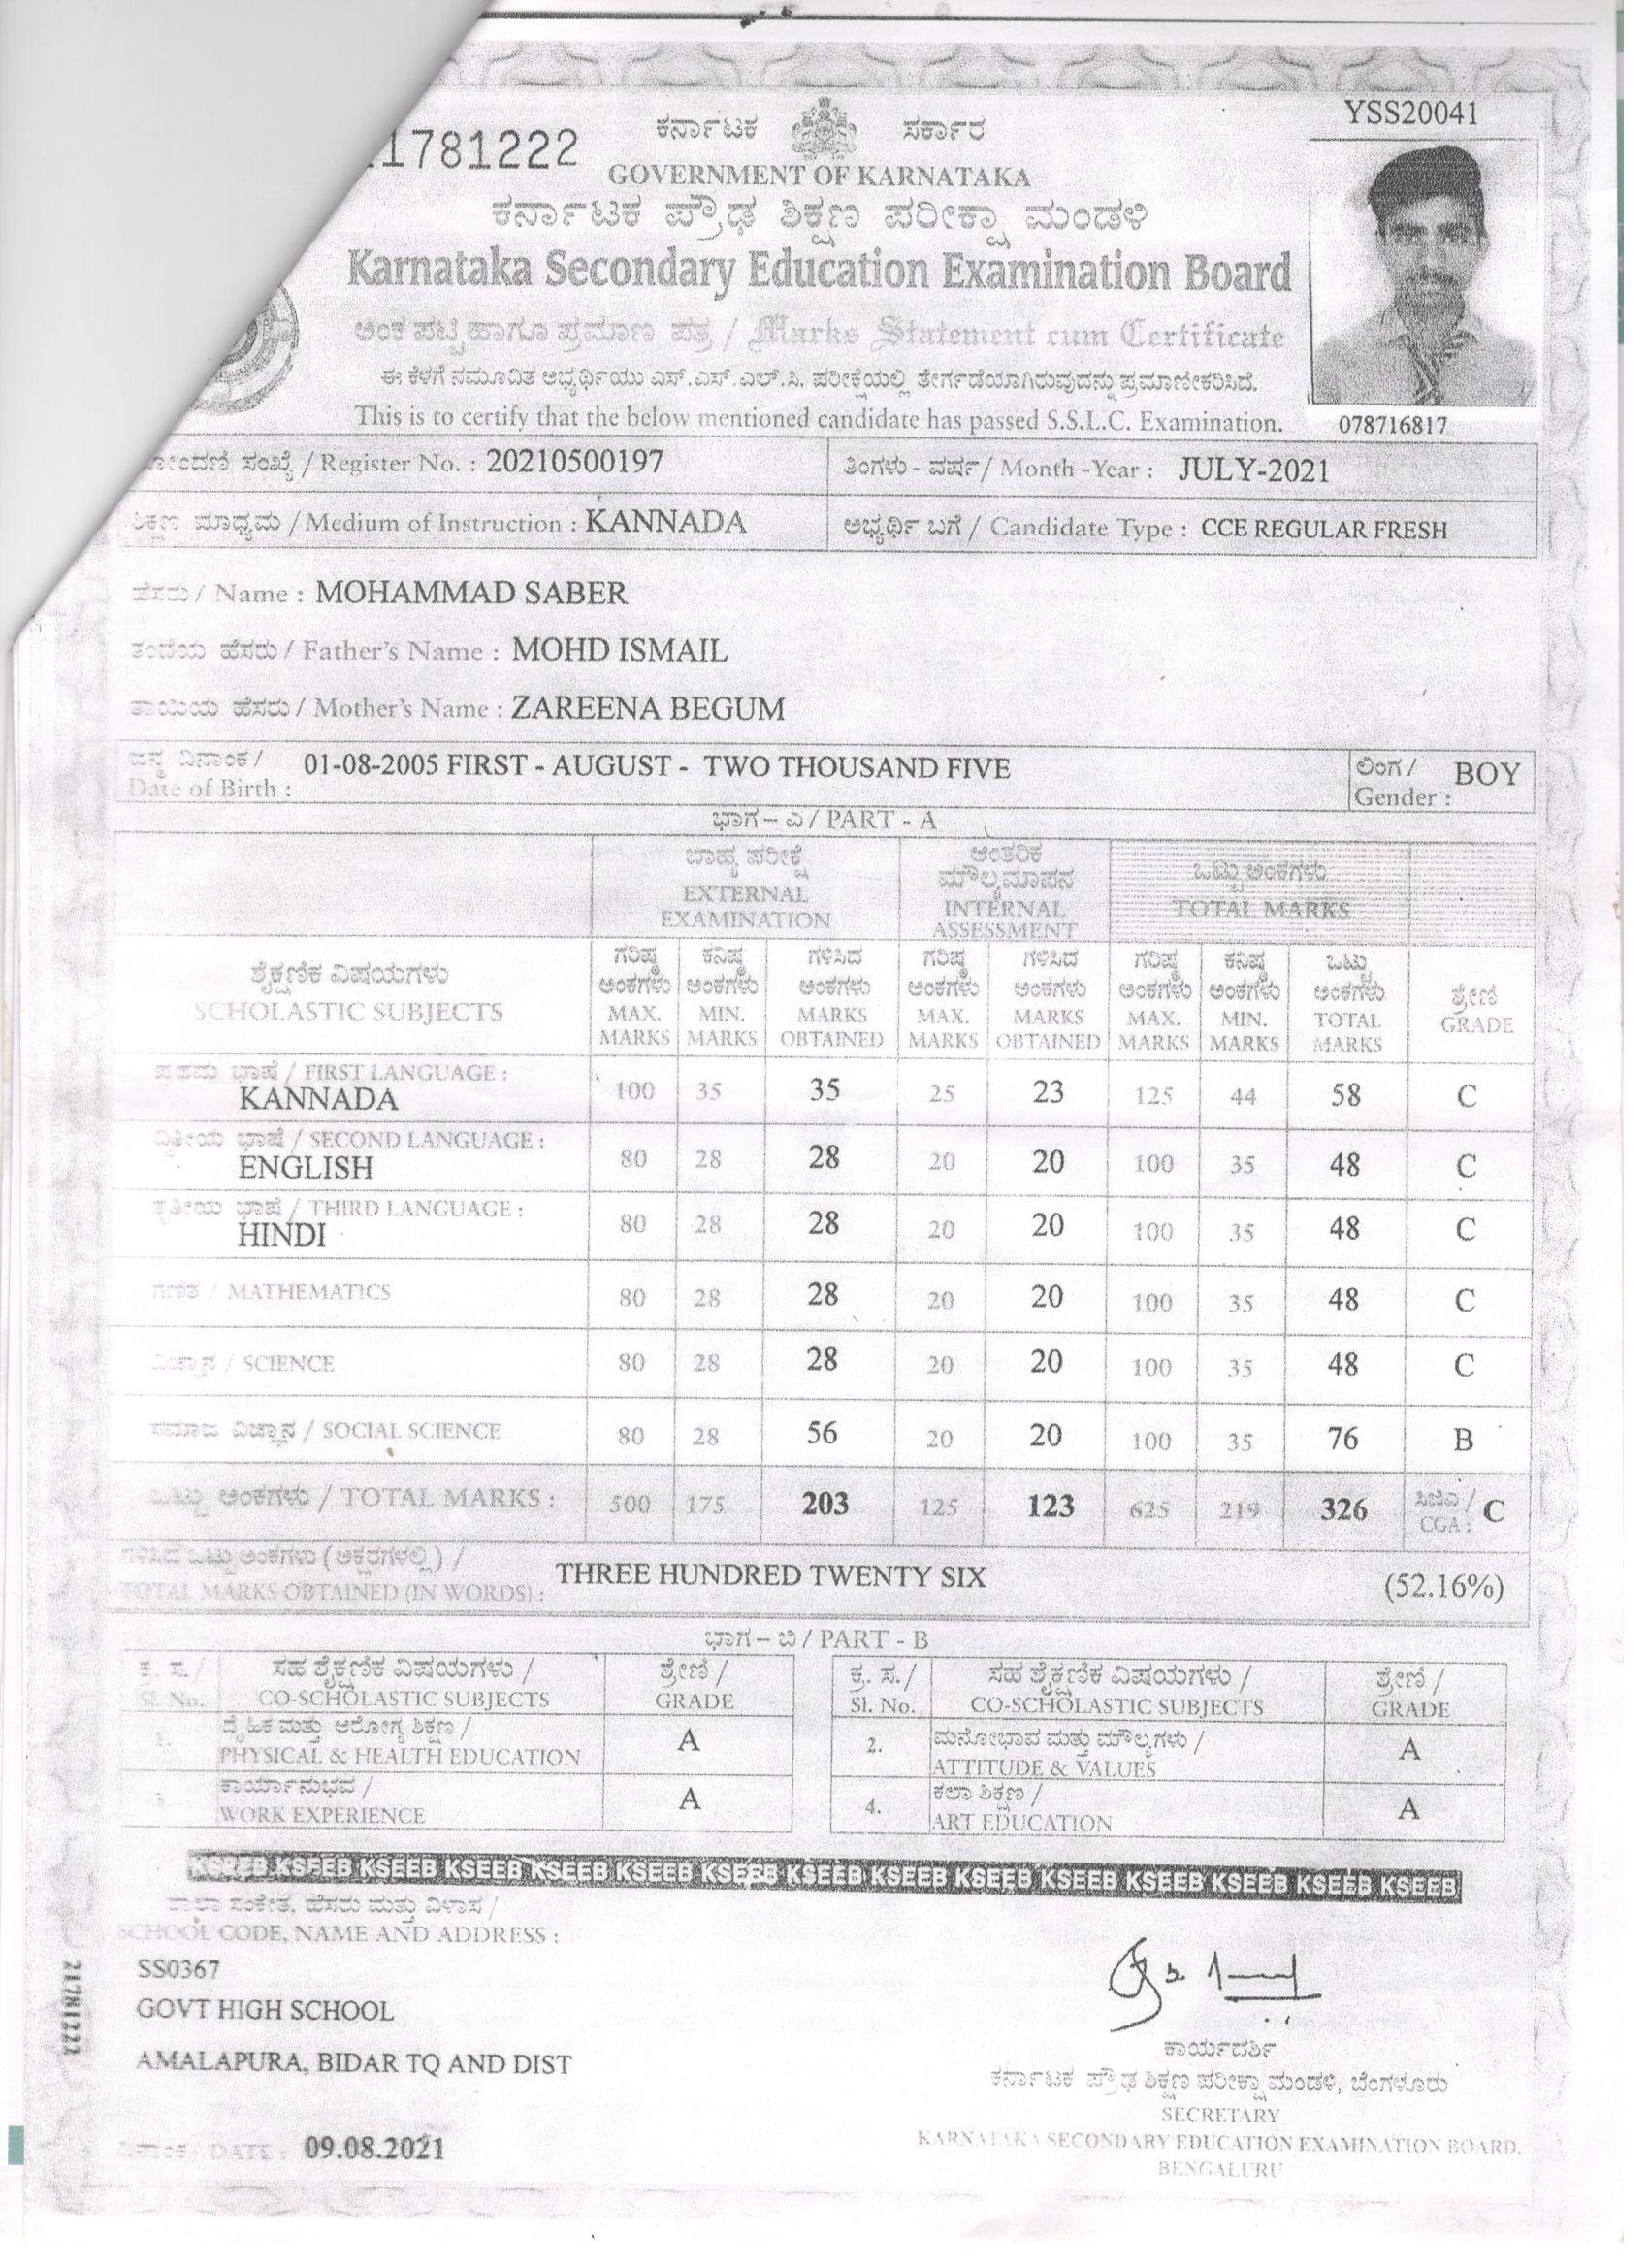 YSS20041
1781222
ಕರ್ನಾಟಕ ಸರ್ಕಾರ
GOVERNMENT OF KARNATAKA
ಕರ್ನಾಟಕ ಪ್ರೌಢ ಶಿಕ್ಷಣ ಪರೀಕ್ಷಾ ಮಂಡಳಿ
Karnataka Secondary Education Examination Board
ಅಂಕ ಪಟ್ಟಿ ಹಾಗೂ ಪ್ರಮಾಣ ಪತ್ರ / Marks Statement cum Certificate
ಈ ಕೆಳಗೆ ನಮೂದಿತ ಅಭ್ಯರ್ಥಿಯು ಎಸ್.ಎಸ್.ಎಲ್.ಸಿ. ಪರೀಕ್ಷೆಯಲ್ಲಿ ತೇರ್ಗಡೆಯಾಗಿರುವುದನ್ನು ಪ್ರಮಾಣೀಕರಿಸಿದೆ.
This is to certify that the below mentioned candidate has passed S.S.L.C. Examination.
078716817
ಸಂಖ್ಯೆ / Register No. : 20210500197 ತಿಂಗಳು - ವರ್ಷ / Month -Year : JULY-2021
ಶಿಕ್ಷಣ ಮಾಧ್ಯಮ / Medium of Instruction : KANNADA ಅಭ್ಯರ್ಥಿ ಬಗೆ / Candidate Type : CCE REGULAR FRESH
ಹೆಸರು / Name : MOHAMMAD SABER
ತಂದೆಯ ಹೆಸರು / Father's Name : MOHD ISMAIL
ತಾಯಿಯ ಹೆಸರು / Mother's Name : ZAREENA BEGUM
ಜನ್ಮ ದಿನಾಂಕ / 01-08-2005 FIRST - AUGUST - TWO THOUSAND FIVE ಲಿಂಗ / BOY
Date of Birth : Gender :
ಭಾಗ – ಎ / PART - A
ಬಾಹ್ಯ ಪರೀಕ್ಷೆ ಆಂತರಿಕ ಮೌಲ್ಯಮಾಪನ ಒಟ್ಟು ಅಂಕಗಳು
EXTERNAL EXAMINATION INTERNAL ASSESSMENT TOTAL MARKS
ಶೈಕ್ಷಣಿಕ ವಿಷಯಗಳು ಗರಿಷ್ಠ ಅಂಕಗಳು ಕನಿಷ್ಠ ಅಂಕಗಳು ಗಳಿಸಿದ ಅಂಕಗಳು ಗರಿಷ್ಠ ಅಂಕಗಳು ಗಳಿಸಿದ ಅಂಕಗಳು ಗರಿಷ್ಠ ಅಂಕಗಳು ಕನಿಷ್ಠ ಅಂಕಗಳು ಒಟ್ಟು ಅಂಕಗಳು ಶ್ರೇಣಿ
SCHOLASTIC SUBJECTS MAX. MARKS MIN. MARKS MARKS OBTAINED MAX. MARKS MARKS OBTAINED MAX. MARKS MIN. MARKS TOTAL MARKS GRADE
ಪ್ರಥಮ ಭಾಷೆ / FIRST LANGUAGE :
KANNADA 100 35 35 25 23 125 44 58 C
ದ್ವಿತೀಯ ಭಾಷೆ / SECOND LANGUAGE :
ENGLISH 80 28 28 20 20 100 35 48 C
ತೃತೀಯ ಭಾಷೆ / THIRD LANGUAGE :
HINDI 80 28 28 20 20 100 35 48 C
ಗಣಿತ / MATHEMATICS 80 28 28 20 20 100 35 48 C
ವಿಜ್ಞಾನ / SCIENCE 80 28 28 20 20 100 35 48 C
ಸಮಾಜ ವಿಜ್ಞಾನ / SOCIAL SCIENCE 80 28 56 20 20 100 35 76 B
ಒಟ್ಟು ಅಂಕಗಳು / TOTAL MARKS : 500 175 203 125 123 625 219 326 ಸಿಜಿಎ / CGA : C
ಗಳಿಸಿದ ಒಟ್ಟು ಅಂಕಗಳು (ಅಕ್ಷರಗಳಲ್ಲಿ) /
TOTAL MARKS OBTAINED (IN WORDS) : THREE HUNDRED TWENTY SIX (52.16%)
ಭಾಗ – ಬಿ / PART - B
ಕ್ರ. ಸ. / ಸಹ ಶೈಕ್ಷಣಿಕ ವಿಷಯಗಳು / ಶ್ರೇಣಿ / ಕ್ರ. ಸ. / ಸಹ ಶೈಕ್ಷಣಿಕ ವಿಷಯಗಳು / ಶ್ರೇಣಿ /
Sl. No. CO-SCHOLASTIC SUBJECTS GRADE Sl. No. CO-SCHOLASTIC SUBJECTS GRADE
1. ದೈಹಿಕ ಮತ್ತು ಆರೋಗ್ಯ ಶಿಕ್ಷಣ / A 2. ಮನೋಭಾವ ಮತ್ತು ಮೌಲ್ಯಗಳು / A
PHYSICAL & HEALTH EDUCATION ATTITUDE & VALUES
3 ಕಾರ್ಯಾನುಭವ / A 4. ಕಲಾ ಶಿಕ್ಷಣ / A
WORK EXPERIENCE ART EDUCATION
KSEEB KSEEB KSEEB KSEEB KSEEB KSEEB KSEEB KSEEB KSEEB KSEEB KSEEB KSEEB KSEEB KSEEB KSEEB
ಶಾಲಾ ಸಂಕೇತ, ಹೆಸರು ಮತ್ತು ವಿಳಾಸ /
SCHOOL CODE, NAME AND ADDRESS :
SS0367
GOVT HIGH SCHOOL
AMALAPURA, BIDAR TQ AND DIST
21781222
ಕಾರ್ಯದರ್ಶಿ
ಕರ್ನಾಟಕ ಪ್ರೌಢ ಶಿಕ್ಷಣ ಪರೀಕ್ಷಾ ಮಂಡಳಿ, ಬೆಂಗಳೂರು
SECRETARY
KARNATAKA SECONDARY EDUCATION EXAMINATION BOARD.
BENGALURU
ದಿನಾಂಕ / DATE : 09.08.2021